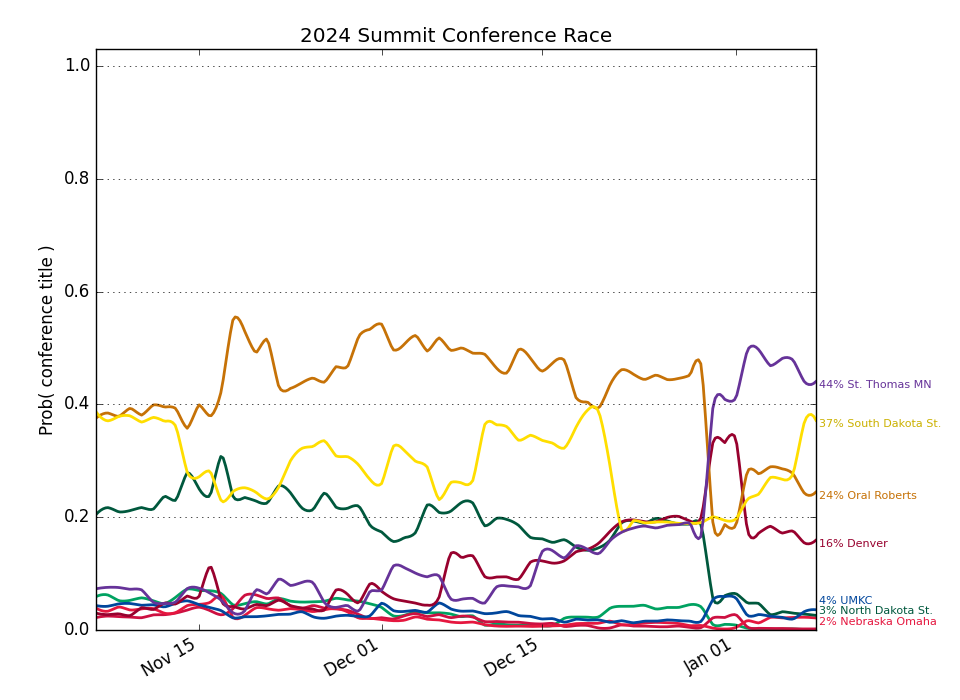 2024 Summit Conference Race
Prob( conference title )
1.0
0.8
0.6
0.4
0.2
0.0
Nov 15
Dec 01
Dec 15
Jan 01
44% St. Thomas MN
37% South Dakota St.
24% Oral Roberts
16% Denver
4% UMKC
3% North Dakota St.
2% Nebraska Omaha